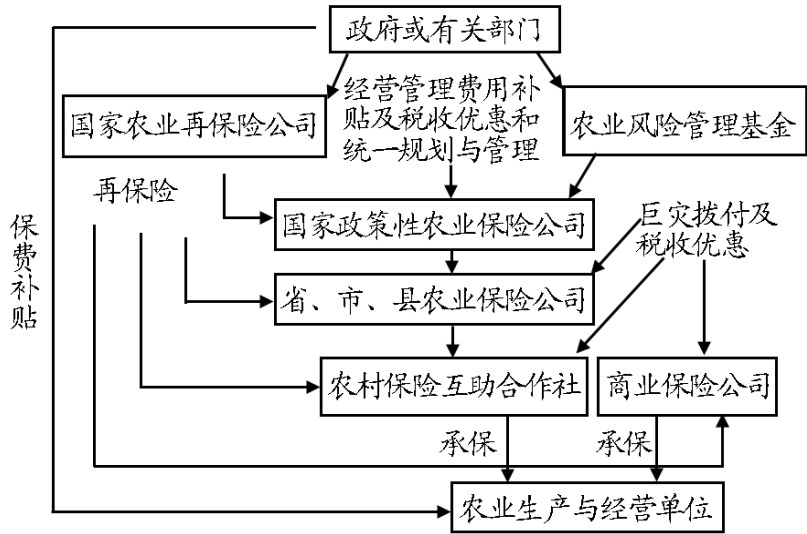 政府或有关部门
经营管理费用补
贴及税收优惠和
统一规划与管理
国家农业再保险公司
农业风险管理基金
再保险
国家政策性农业保险公司
巨灾拨付及
税收优惠
保费补贴
省、市、县农业保险公司
农村保险互助合作社
商业保险公司
承保
承保
农业生产与经营单位